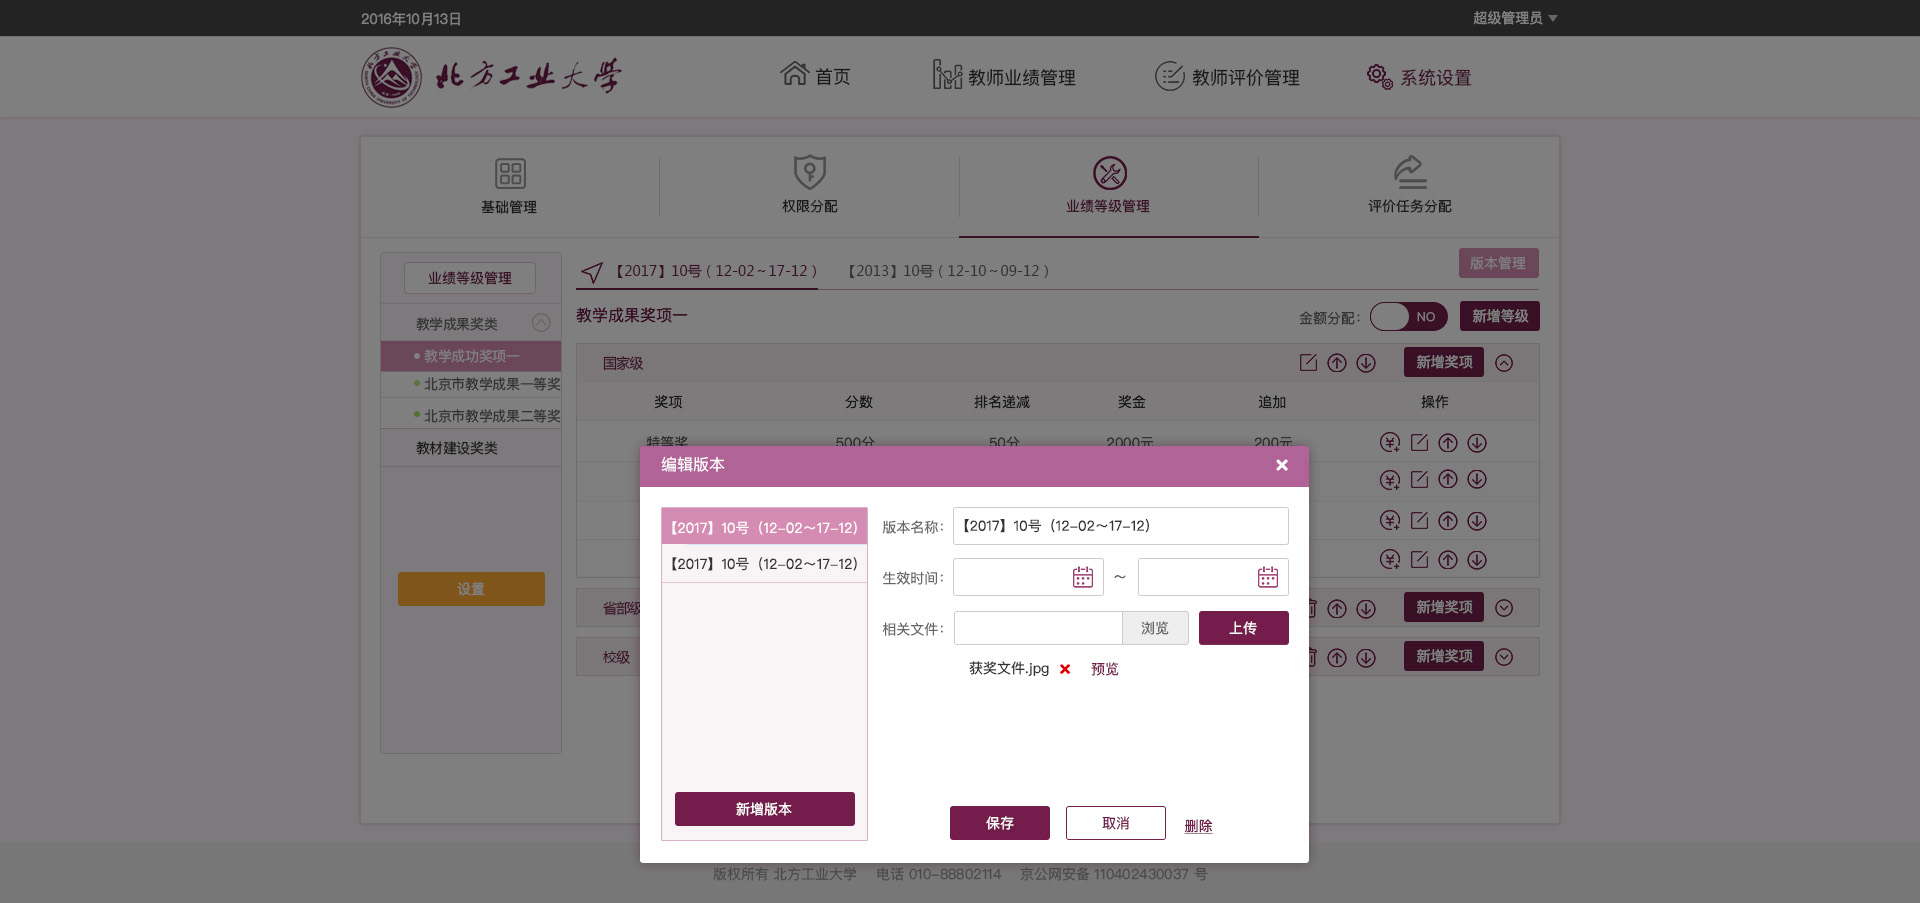 2016年10月13日
超级管理员
北方工业大学
首页
教师业绩管理
教师评价管理
系统设置
基础管理
权限分配
业绩等级管理
评价任务分配
业绩等级管理
【2017】10号 ( 12-02～17-12 )
【2013】10号 ( 12-10～09-12 )
版本管理
教学成果奖类
教学成功奖项一
北京市教学成果一等奖
北京市教学成果二等奖
教材建设奖类
设置
教学成果奖项一
金额分配：
NO
新增等级
国家级
新增奖项
奖项 分数 排名递减 奖金 追加 操作
特等奖 500分 50分 2000元 200元
省部级
新增奖项
校级
新增奖项
编辑版本
【2017】10号（12-02～17-12）
【2017】10号（12-02～17-12）
新增版本
版本名称：
【2017】10号（12-02～17-12）
生效时间：
～
相关文件：
浏览
上传
获奖文件.jpg
预览
保存
取消
删除
版权所有 北方工业大学 电话 010-88802114 京公网安备 110402430037 号